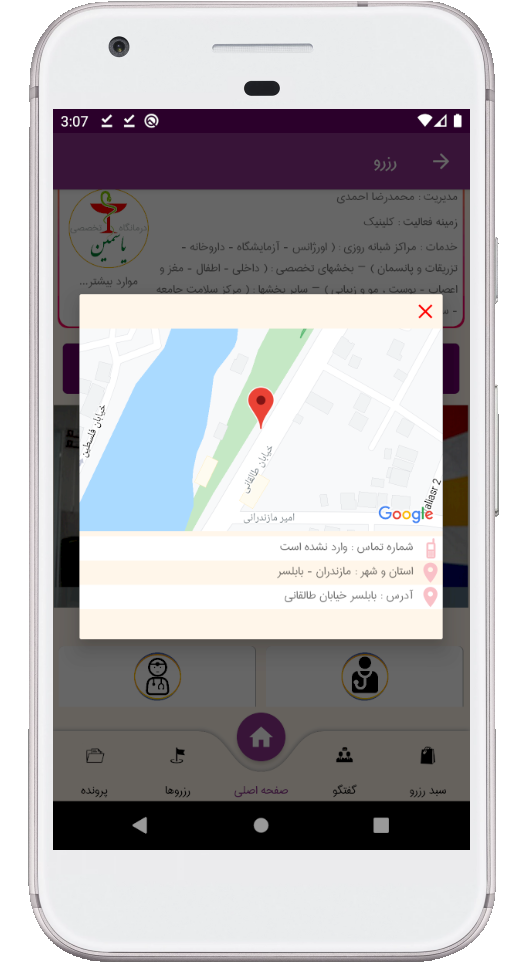 3:07
رزرو
مدیریت : محمدرضا احمدی
زمینه فعالیت : کلینیک
خدمات : مراکز شبانه روزی : ( اورژانس - آزمایشگاه - داروخانه -
تزریقات و پانسمان ) – بخشهای تخصصی : ( داخلی - اطفال - مغز و
اعصاب - پوست ، مو و زیبایی ) – سایر بخشها : ( مرکز سلامت جامعه
درمانگاه تخصصی
یاسمین
موارد بیشتر...
خیابان فلسطین
خیابان طالقانی
امیر مازندرانی
Google
aliasr 2
شماره تماس : وارد نشده است
استان و شهر : مازندران - بابلسر
آدرس : بابلسر خیابان طالقانی
سبد رزرو
گفتگو
صفحه اصلی
رزروها
پرونده